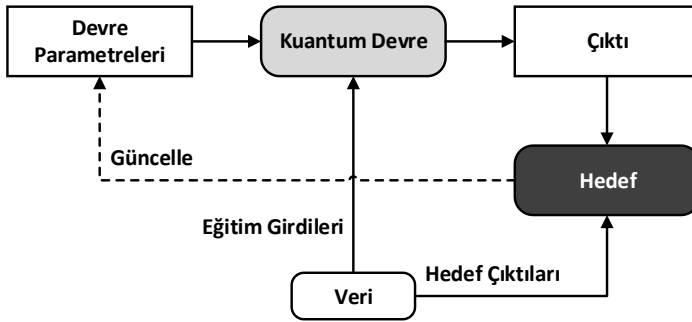 Devre
Parametreleri
Kuantum Devre
Çıktı
Güncelle
Hedef
Eğitim Girdileri
Hedef Çıktıları
Veri